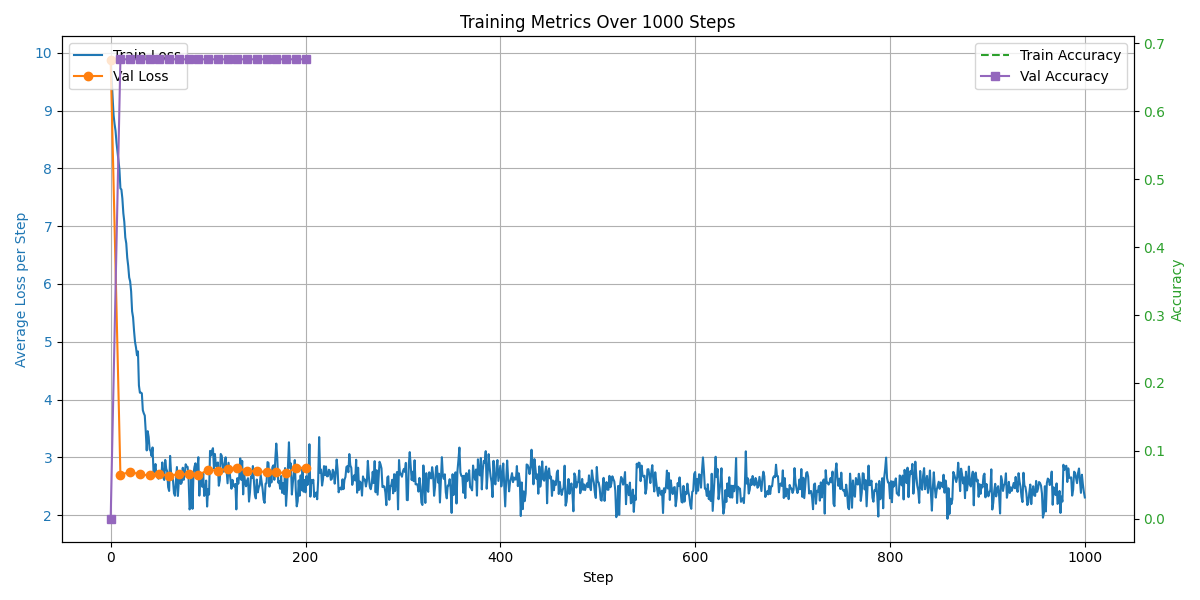 Training Metrics Over 1000 Steps
Train Loss
Val Loss
Train Accuracy
Val Accuracy
10
9
8
7
6
5
4
3
2
Average Loss per Step
0.7
0.6
0.5
0.4
0.3
0.2
0.1
0.0
Accuracy
0 200 400 600 800 1000
Step